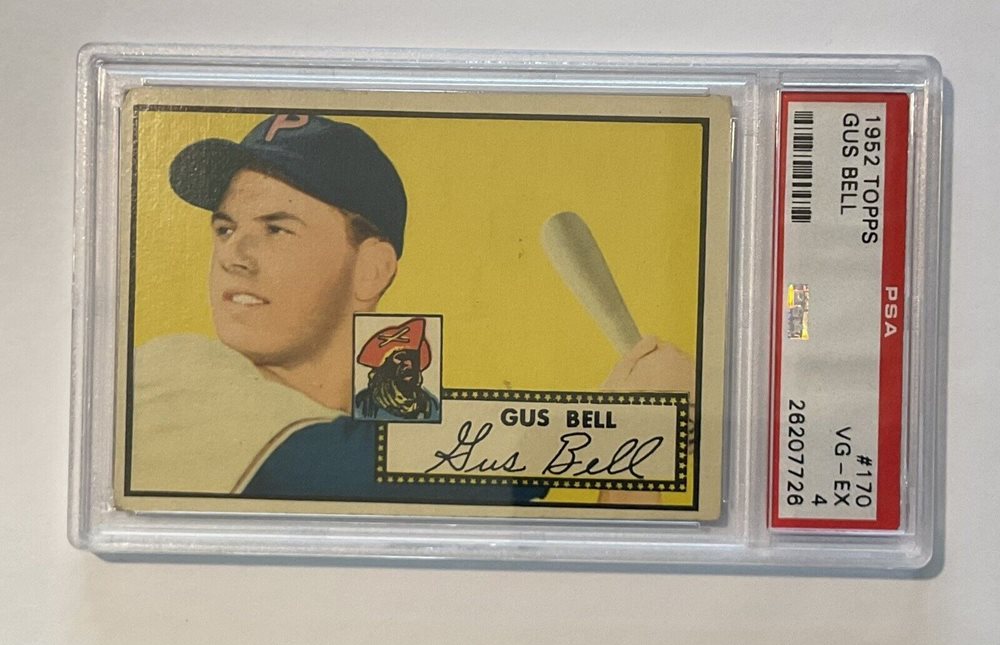 P
GUS BELL
Gus Bell
1952 TOPPS #170
GUS BELL VG-EX 4
PSA 26207726